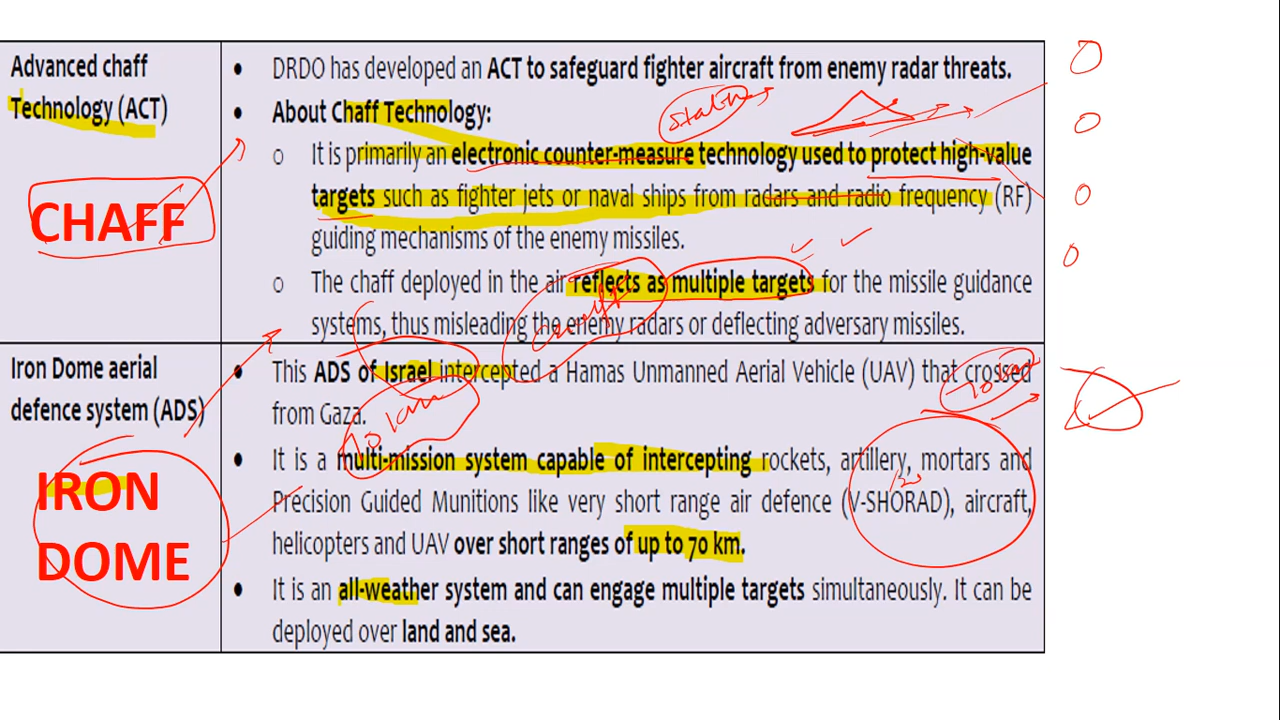 Advanced chaff
Technology (ACT)
CHAFF
• DRDO has developed an ACT to safeguard fighter aircraft from enemy radar threats.
• About Chaff Technology:
o It is primarily an electronic counter-measure technology used to protect high-value
targets such as fighter jets or naval ships from radars and radio frequency (RF)
guiding mechanisms of the enemy missiles.
o The chaff deployed in the air reflects as multiple targets for the missile guidance
systems, thus misleading the enemy radars or deflecting adversary missiles.
Iron Dome aerial
defence system (ADS)
IRON
DOME
• This ADS of Israel intercepted a Hamas Unmanned Aerial Vehicle (UAV) that crossed
from Gaza.
• It is a multi-mission system capable of intercepting rockets, artillery, mortars and
Precision Guided Munitions like very short range air defence (V-SHORAD), aircraft,
helicopters and UAV over short ranges of up to 70 km.
• It is an all-weather system and can engage multiple targets simultaneously. It can be
deployed over land and sea.
70 km
70 km